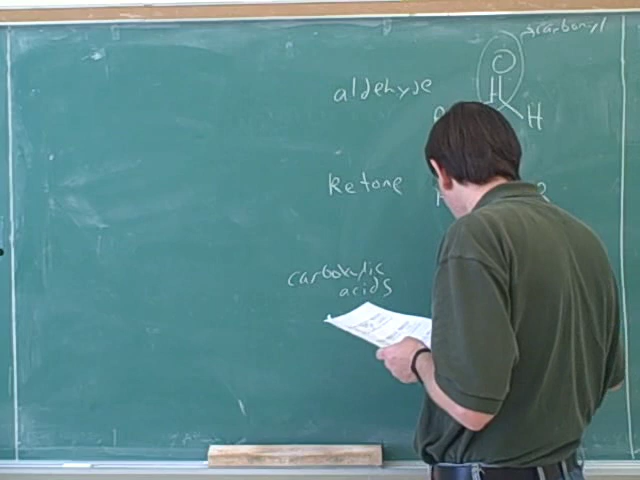 carbonyl
O
aldehyde
H
Ketone
carboxylic
acids